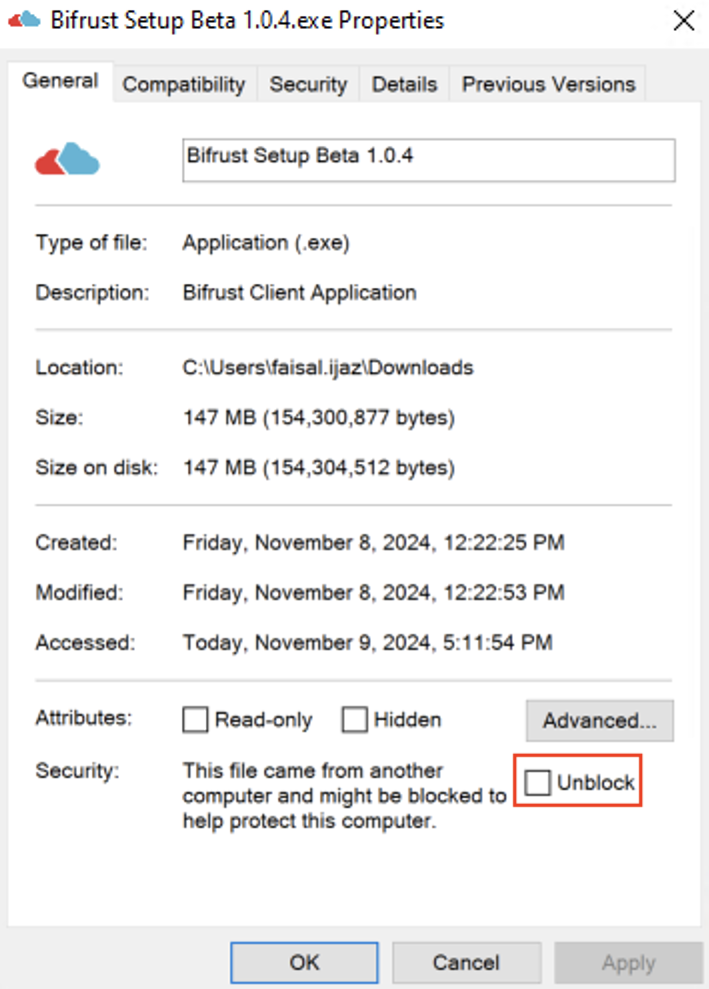 Bifrust Setup Beta 1.0.4.exe Properties
General Compatibility Security Details Previous Versions
Bifrust Setup Beta 1.0.4
Type of file: Application (.exe)
Description: Bifrust Client Application
Location: C:\Users\faisal.ijaz\Downloads
Size: 147 MB (154,300,877 bytes)
Size on disk: 147 MB (154,304,512 bytes)
Created: Friday, November 8, 2024, 12:22:25 PM
Modified: Friday, November 8, 2024, 12:22:53 PM
Accessed: Today, November 9, 2024, 5:11:54 PM
Attributes: Read-only Hidden Advanced...
Security: This file came from another
computer and might be blocked to
help protect this computer.
Unblock
OK Cancel Apply